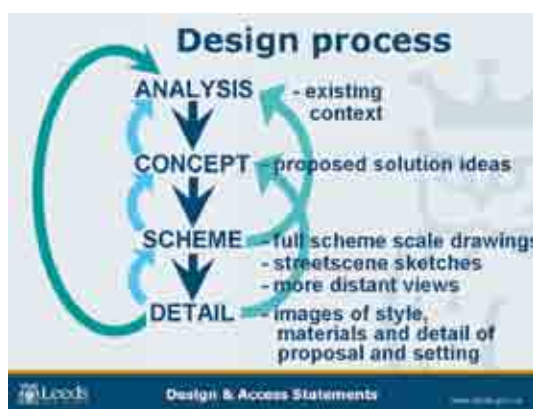 Design process
ANALYSIS - existing
context
CONCEPT - proposed solution ideas
SCHEME - full scheme scale drawings
- streetscene sketches
- more distant views
DETAIL - images of style,
materials and detail of
proposal and setting
Leeds
Design & Access Statements